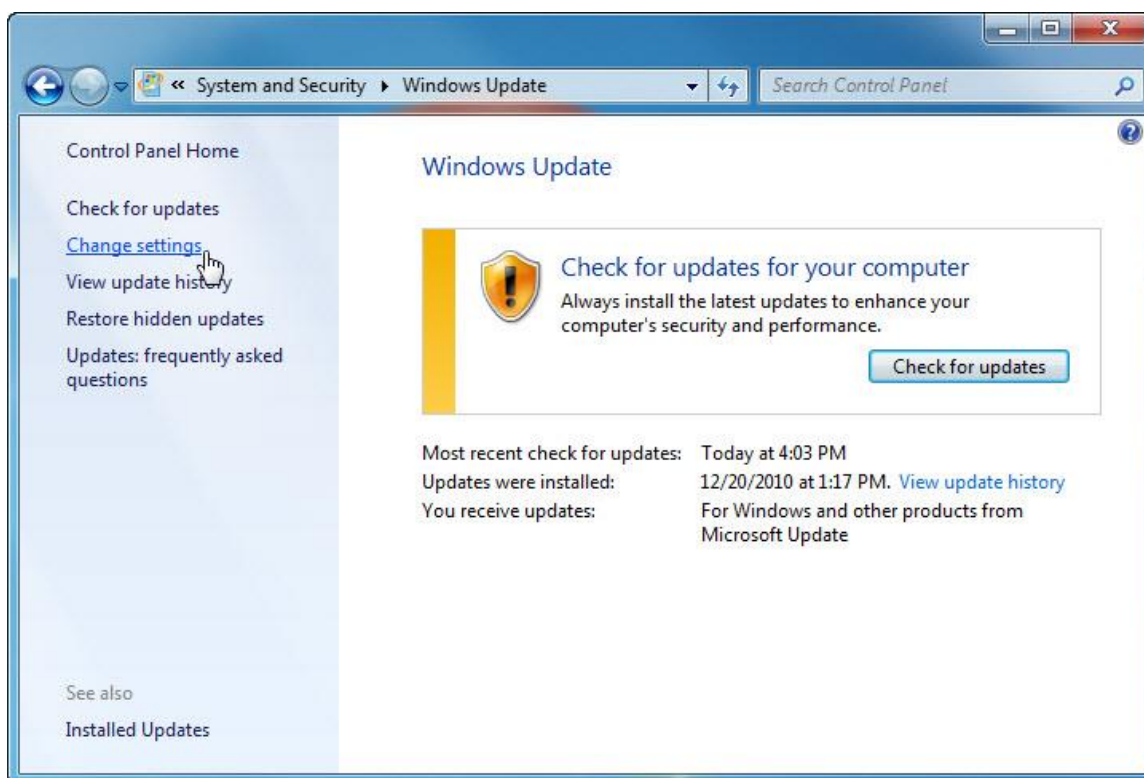 « System and Security ▸ Windows Update
Search Control Panel
Control Panel Home
Check for updates
Change settings
View update history
Restore hidden updates
Updates: frequently asked
questions
See also
Installed Updates
Windows Update
Check for updates for your computer
Always install the latest updates to enhance your
computer's security and performance.
Check for updates
Most recent check for updates: Today at 4:03 PM
Updates were installed: 12/20/2010 at 1:17 PM. View update history
You receive updates: For Windows and other products from
Microsoft Update